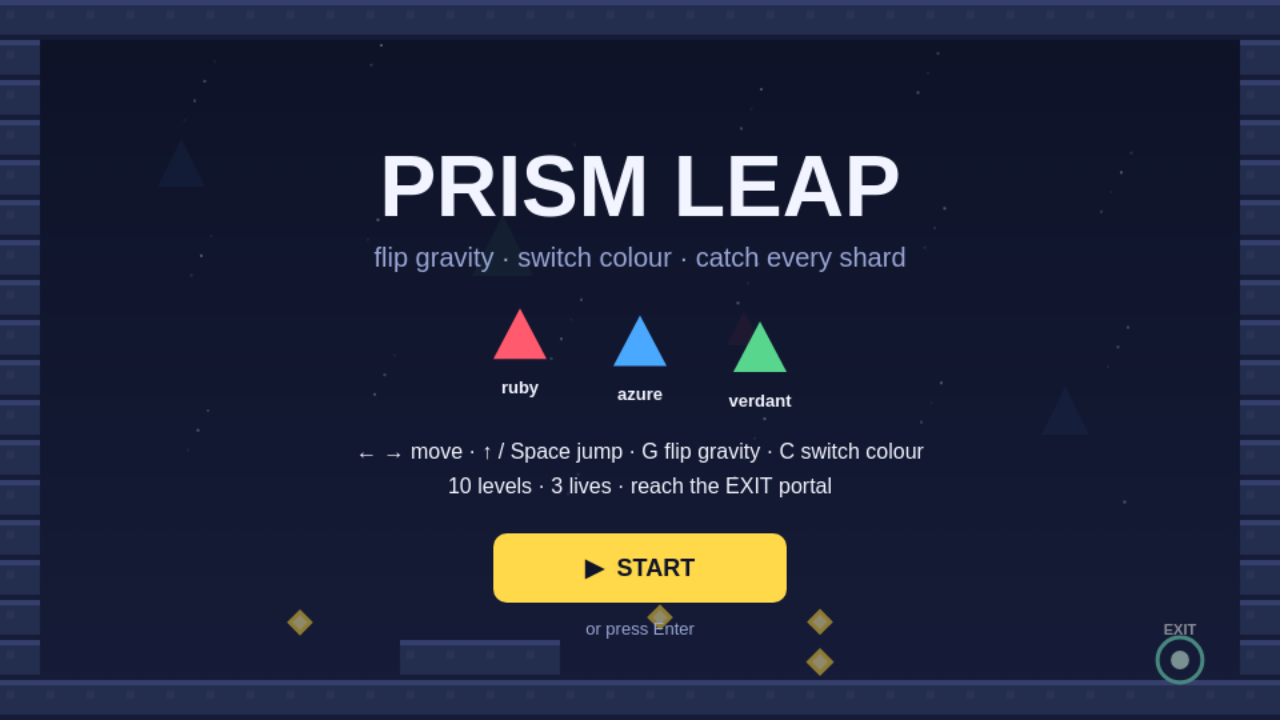 PRISM LEAP
flip gravity · switch colour · catch every shard
ruby
azure
verdant
← → move · ↑ / Space jump · G flip gravity · C switch colour
10 levels · 3 lives · reach the EXIT portal
▶ START
or press Enter
EXIT